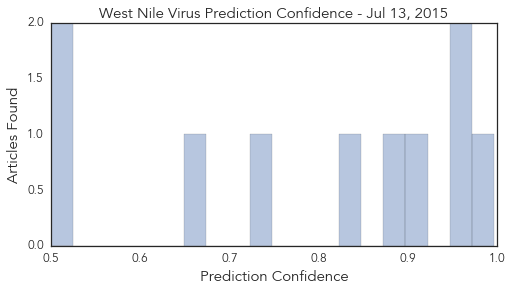 West Nile Virus Prediction Confidence - Jul 13, 2015
2.0
1.5
1.0
0.5
0.0
Articles Found
0.5 0.6 0.7 0.8 0.9 1.0
Prediction Confidence